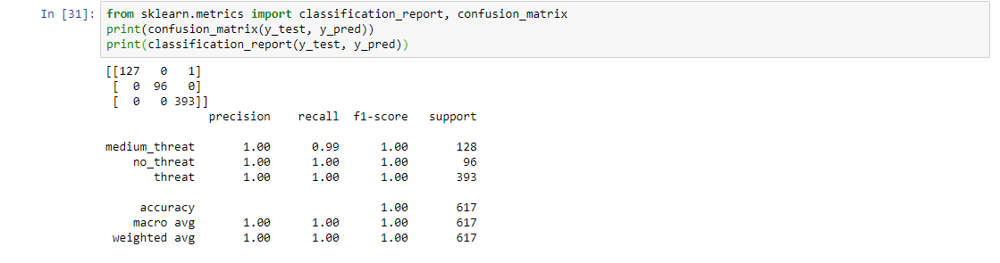 In [31]: from sklearn.metrics import classification_report, confusion_matrix
print(confusion_matrix(y_test, y_pred))
print(classification_report(y_test, y_pred))
[[127   0   1]
 [  0  96   0]
 [  0   0 393]]
               precision    recall  f1-score   support

medium_threat       1.00      0.99      1.00       128
    no_threat       1.00      1.00      1.00        96
       threat       1.00      1.00      1.00       393

     accuracy                           1.00       617
    macro avg       1.00      1.00      1.00       617
 weighted avg       1.00      1.00      1.00       617